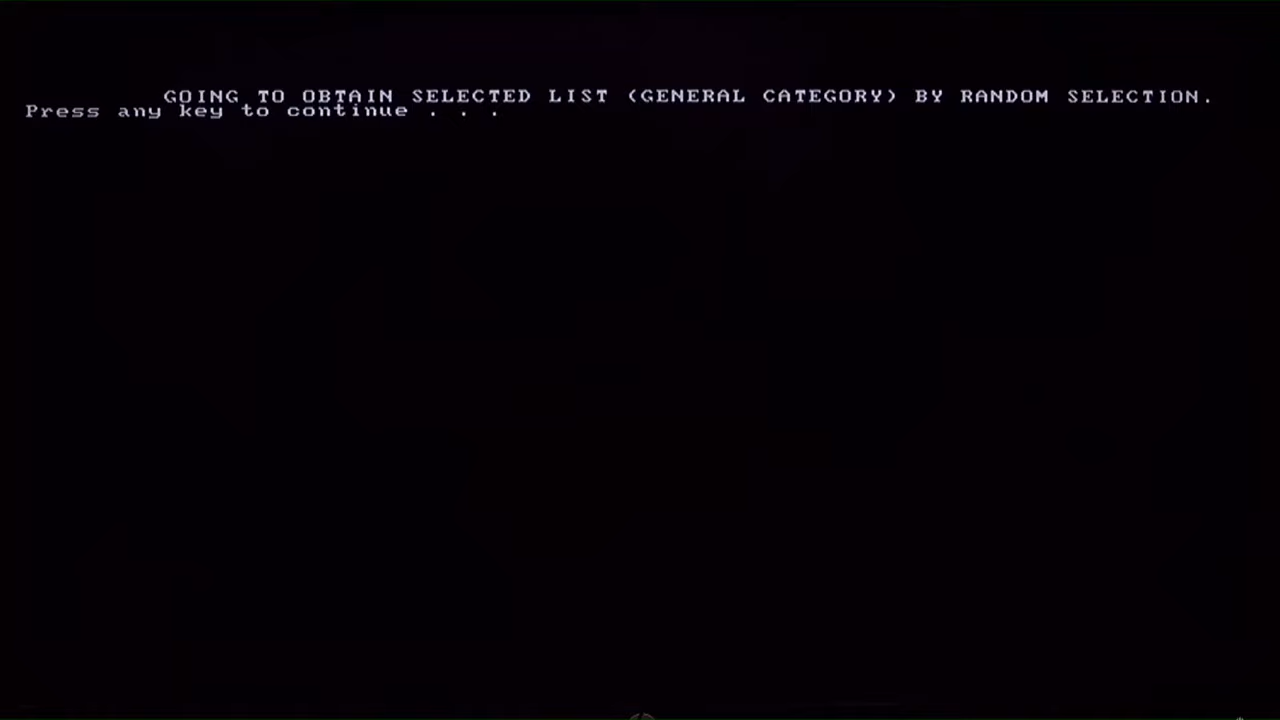 GOING TO OBTAIN SELECTED LIST (GENERAL CATEGORY) BY RANDOM SELECTION.
Press any key to continue . . .